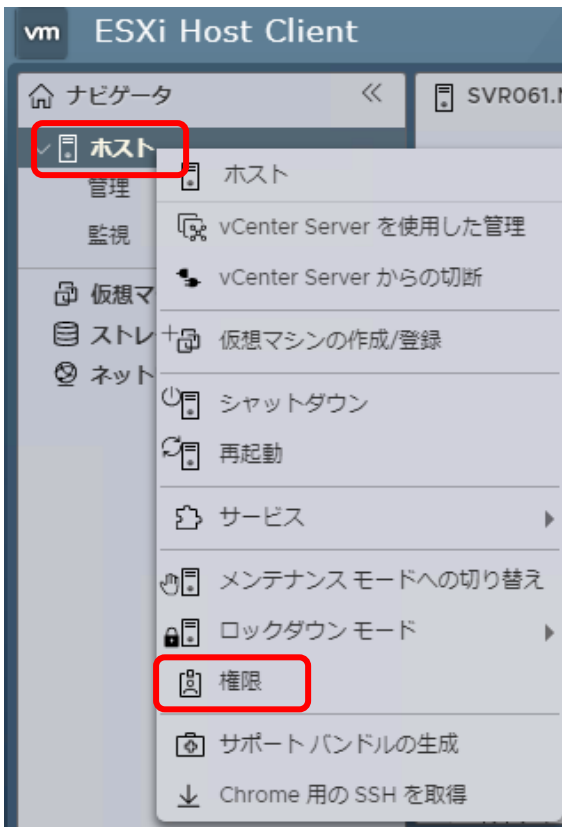 vm ESXi Host Client
ナビゲータ
SVR061.
ホスト
管理
監視
仮想マ
ストレ
ネット
ホスト
vCenter Server を使用した管理
vCenter Server からの切断
仮想マシンの作成/登録
シャットダウン
再起動
サービス
メンテナンス モードへの切り替え
ロックダウン モード
権限
サポート バンドルの生成
Chrome 用の SSH を取得